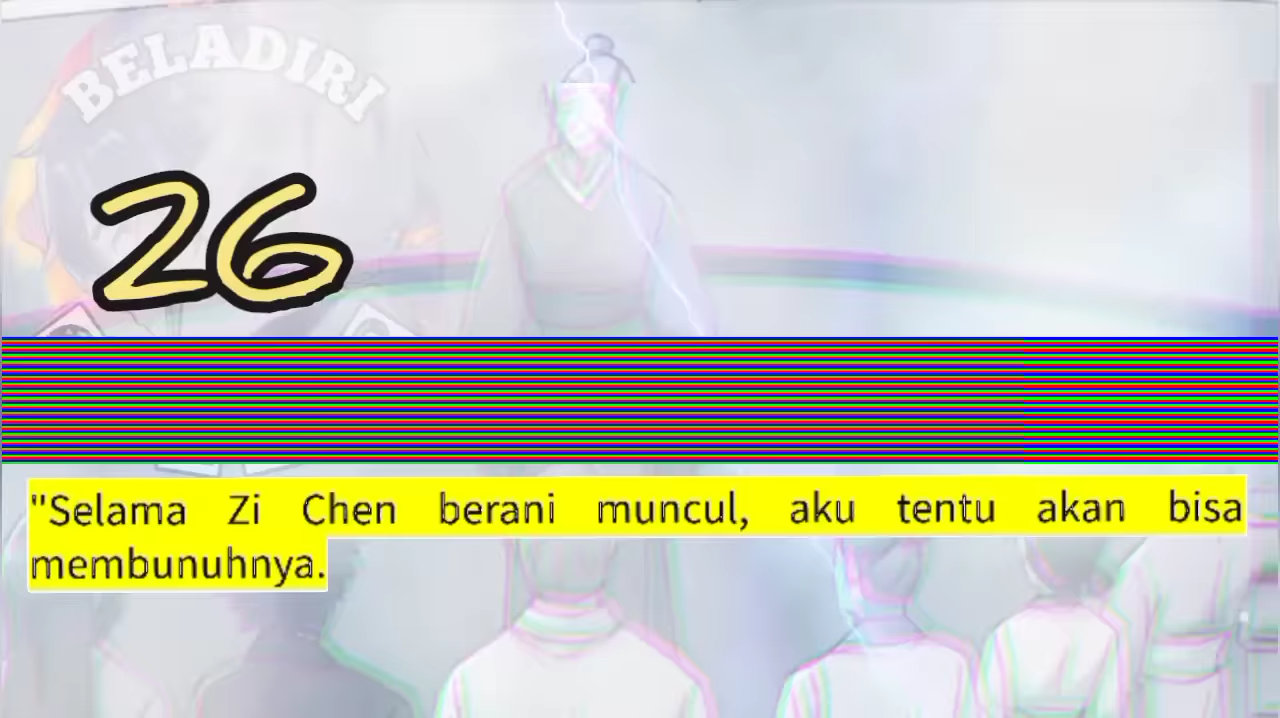 BELADIRI
26
"Selama Zi Chen berani muncul, aku tentu akan bisa
membunuhnya.